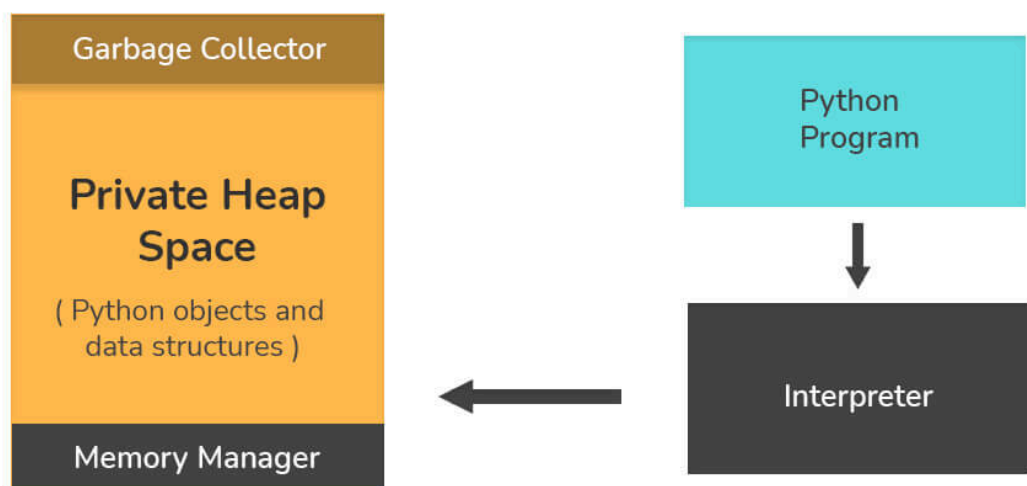 Garbage Collector
Private Heap
Space
( Python objects and
data structures )
Memory Manager
Python
Program
Interpreter